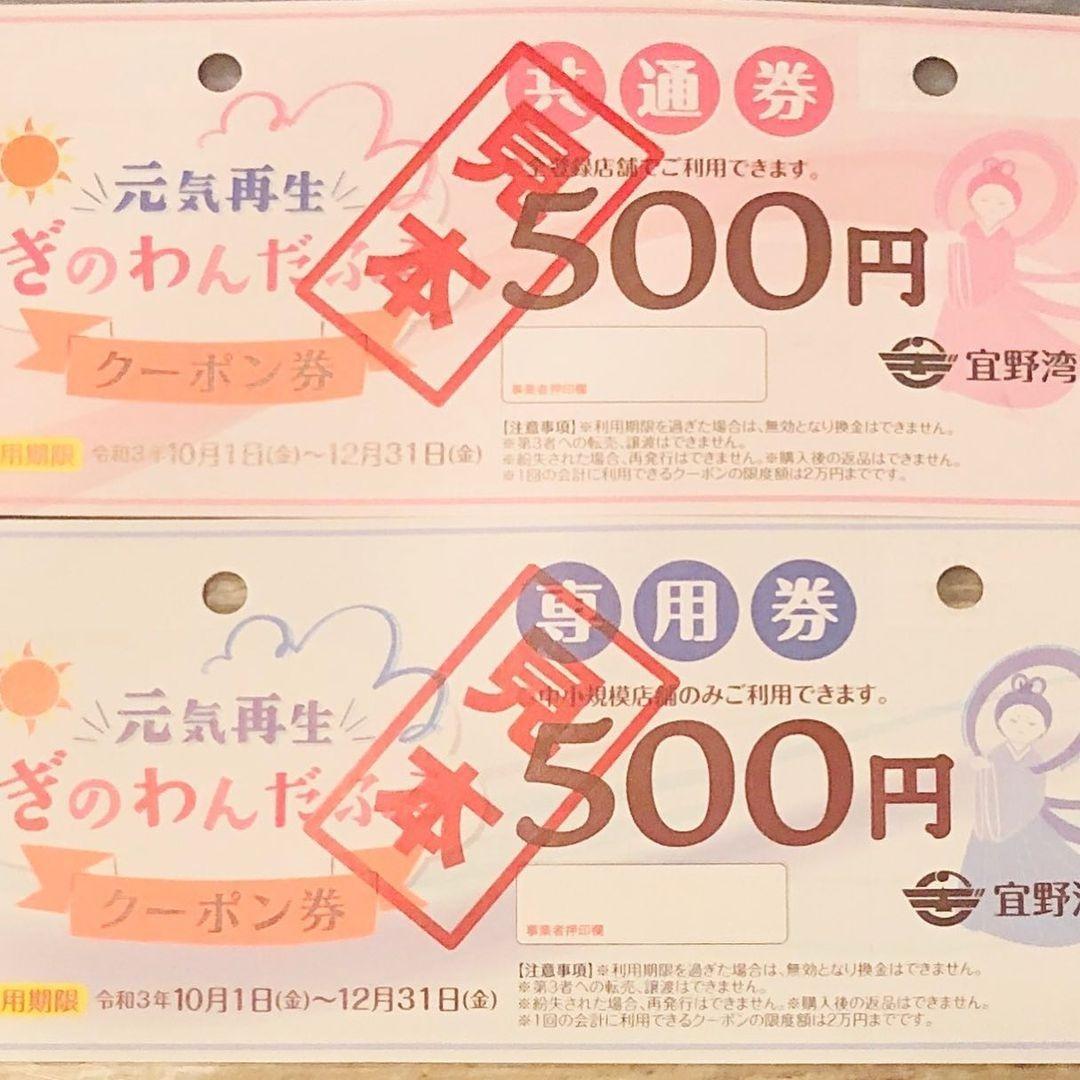 共通券
見本
全登録店舗でご利用できます。
元気再生
ぎのわんだふ
500円
クーポン券
事業者押印欄
宜野湾
用期限 令和3年10月1日(金)〜12月31日(金)
【注意事項】※利用期限を過ぎた場合は、無効となり換金はできません。
※第3者への転売、譲渡はできません。
※紛失された場合、再発行はできません。※購入後の返品はできません。
※1回の会計に利用できるクーポンの限度額は2万円までです。
専用券
見本
中小規模店舗のみご利用できます。
元気再生
ぎのわんだふ
500円
クーポン券
事業者押印欄
宜野湾
用期限 令和3年10月1日(金)〜12月31日(金)
【注意事項】※利用期限を過ぎた場合は、無効となり換金はできません。
※第3者への転売、譲渡はできません。
※紛失された場合、再発行はできません。※購入後の返品はできません。
※1回の会計に利用できるクーポンの限度額は2万円までです。